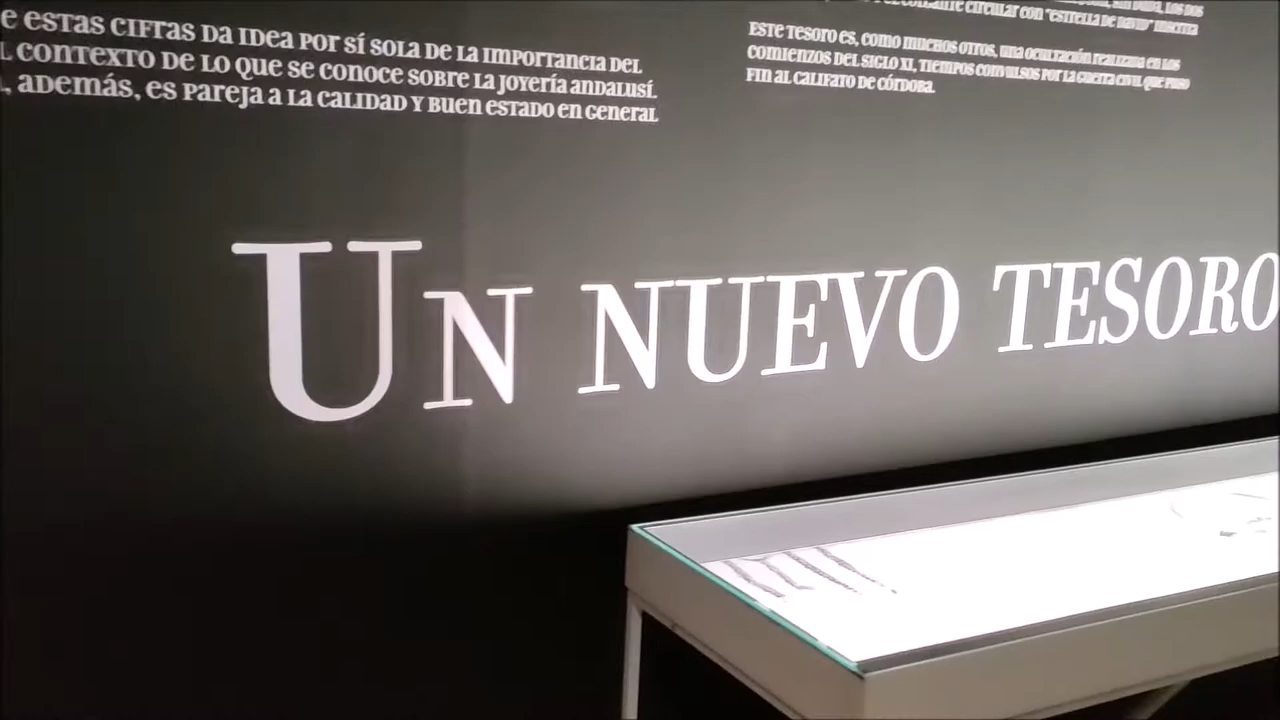 E ESTAS CIFRAS DA IDEA POR SÍ SOLA DE LA IMPORTANCIA DEL
L CONTEXTO DE LO QUE SE CONOCE SOBRE LA JOYERÍA ANDALUSÍ.
, ADEMÁS, ES PAREJA A LA CALIDAD Y BUEN ESTADO EN GENERAL
CIRCULAR CON "ESTRELLA DE DAVID" INSCRITA
ESTE TESORO ES, COMO MUCHOS OTROS, UNA OCULTACIÓN REALIZADA EN LOS
COMIENZOS DEL SIGLO XI, TIEMPOS CONVULSOS POR LA GUERRA CIVIL QUE PUSO
FIN AL CALIFATO DE CÓRDOBA.
UN NUEVO TESORO